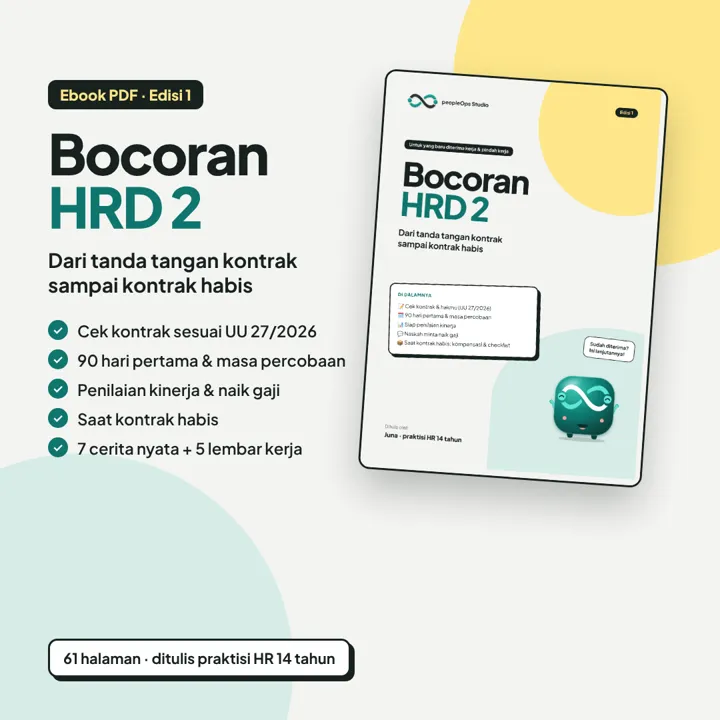 Ebook PDF · Edisi 1
Bocoran
HRD 2
Dari tanda tangan kontrak
sampai kontrak habis
Cek kontrak sesuai UU 27/2026
90 hari pertama & masa percobaan
Penilaian kinerja & naik gaji
Saat kontrak habis
7 cerita nyata + 5 lembar kerja
61 halaman · ditulis praktisi HR 14 tahun
peopleOps Studio
Edisi 1
Untuk yang baru diterima kerja & pindah kerja
Bocoran
HRD 2
Dari tanda tangan kontrak
sampai kontrak habis
DI DALAMNYA
Cek kontrak & hakmu (UU 27/2026)
90 hari pertama & masa percobaan
Siap penilaian kinerja
Naskah minta naik gaji
Saat kontrak habis: kompensasi & checklist
Sudah diterima?
Ini lanjutannya!
Ditulis oleh
Juna · praktisi HR 14 tahun